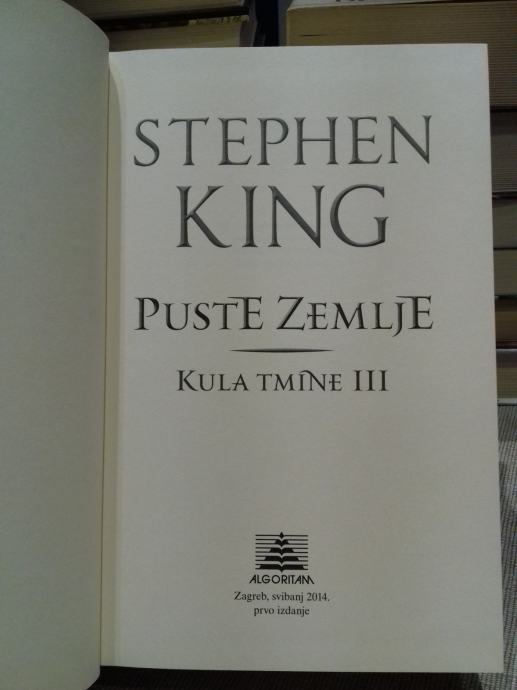 STEPHEN
KING
PUSTE ZEMLJE
KULA TMINE III
ALGORITAM
Zagreb, svibanj 2014.
prvo izdanje